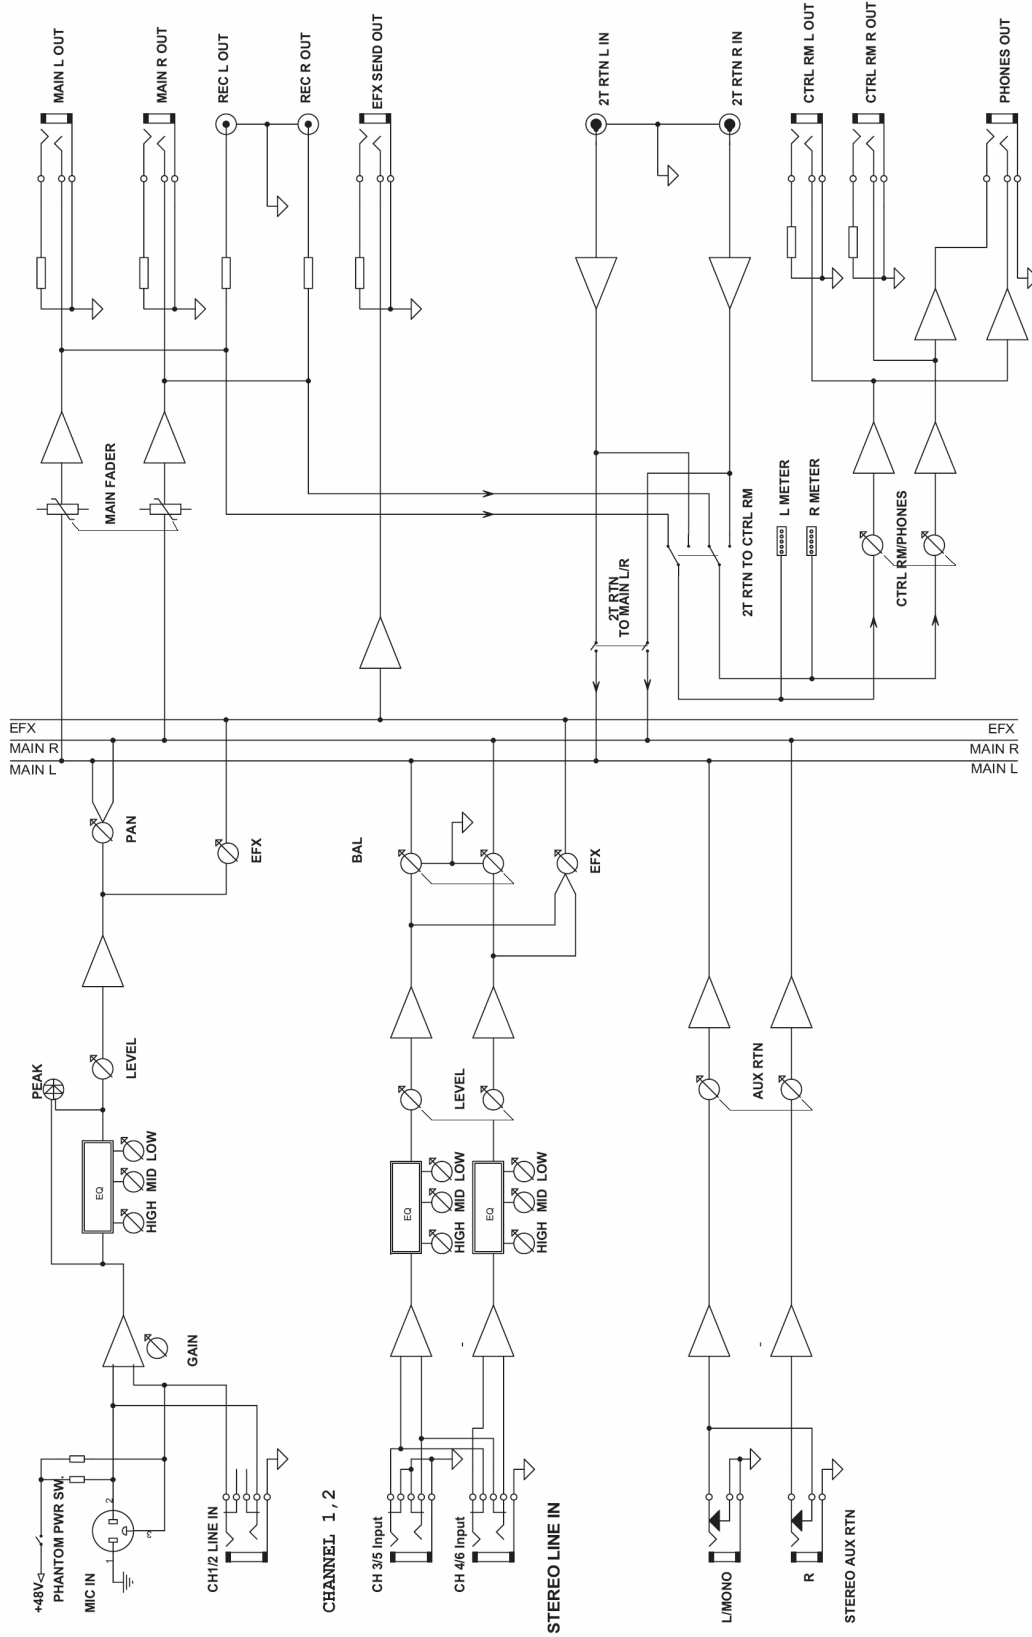 MAIN L OUT
MAIN R OUT
REC L OUT
REC R OUT
EFX SEND OUT
2T RTN L IN
2T RTN R IN
CTRL RM L OUT
CTRL RM R OUT
PHONES OUT
MAIN FADER
2T RTN
TO MAIN L/R
2T RTN TO CTRL RM
L METER
R METER
CTRL RM/PHONES
EFX
MAIN R
MAIN L
EFX
MAIN R
MAIN L
PAN
EFX
BAL
EFX
PEAK
LEVEL
LEVEL
AUX RTN
EQ
HIGH
MID
LOW
EQ
HIGH
MID
LOW
EQ
HIGH
MID
LOW
GAIN
+48V
PHANTOM PWR SW.
MIC IN
1
2
3
CH1/2 LINE IN
CHANNEL 1,2
CH 3/5 Input
CH 4/6 Input
STEREO LINE IN
-
-
L/MONO
R
STEREO AUX RTN